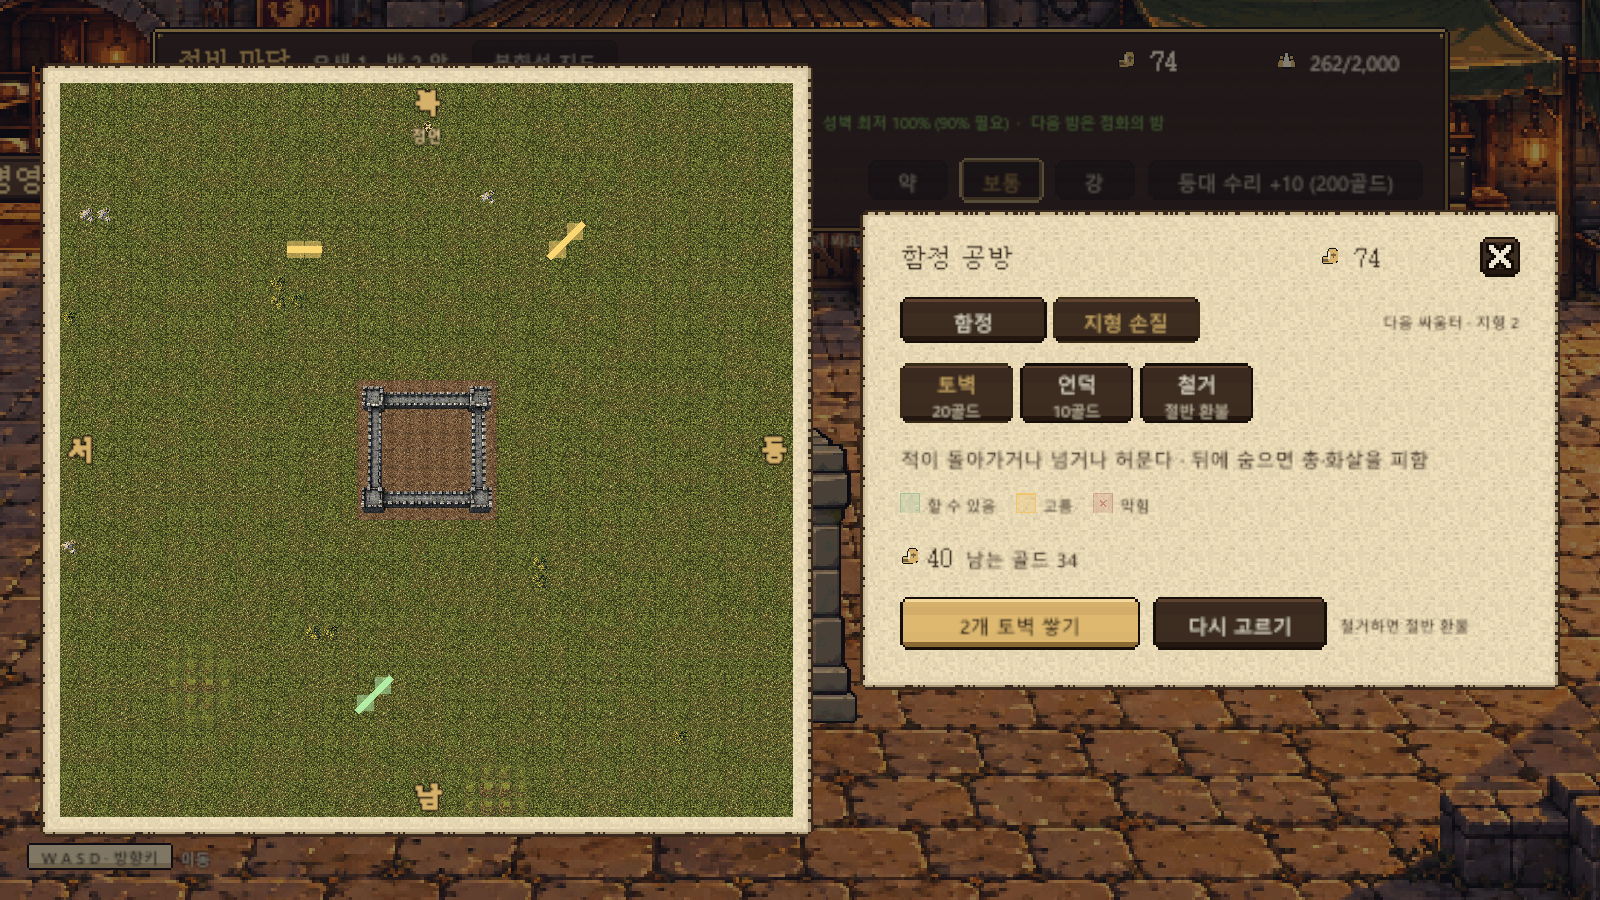 정비 마당
74
262/2,000
성벽 최저 100% (90% 필요) · 다음 밤은 정화의 밤
약
보통
강
등대 수리 +10 (200골드)
북
서
동
남
함정 공방
74
함정
지형 손질
다음 싸움터 · 지형 2
토벽
20골드
언덕
10골드
철거
절반 환불
적이 돌아가거나 넘거나 허문다 · 뒤에 숨으면 총·화살을 피함
할 수 있음
고름
막힘
40 남는 골드 34
2개 토벽 쌓기
다시 고르기
철거하면 절반 환불
W A S D · 방향키
이동